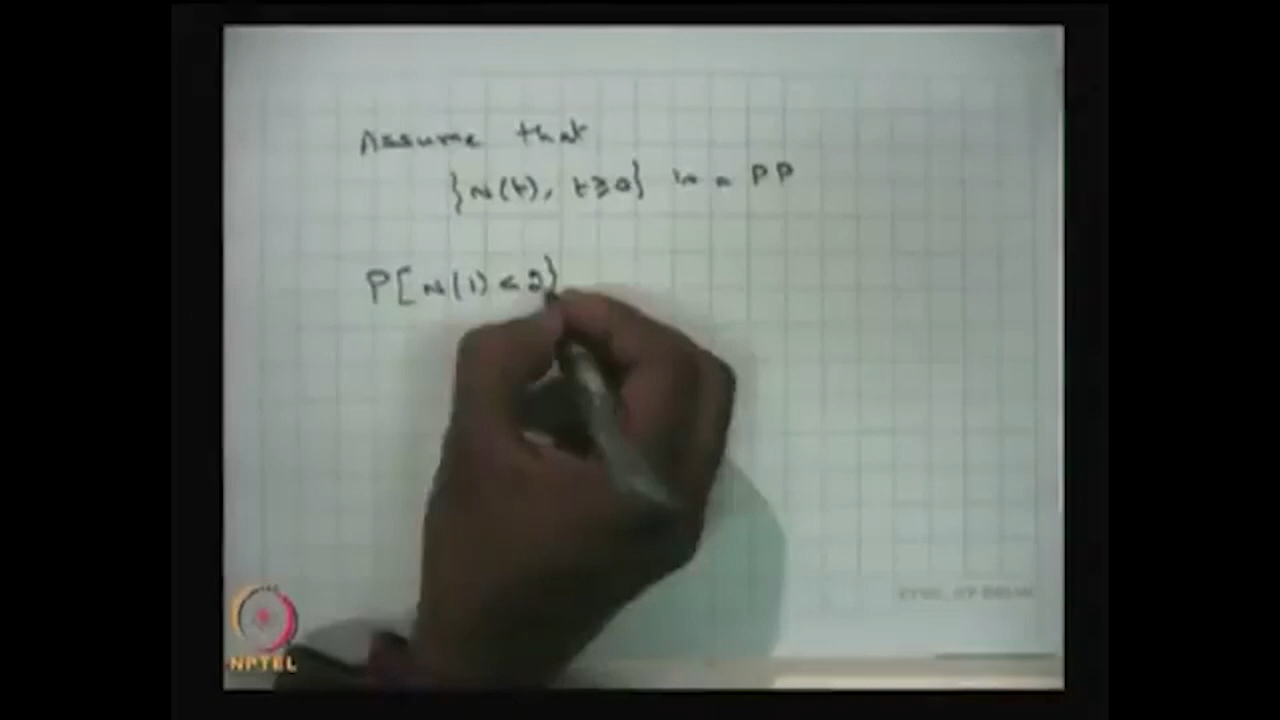 Assume that
{N(t), t≥0} is a PP
P[N(1) < 2}
NPTEL